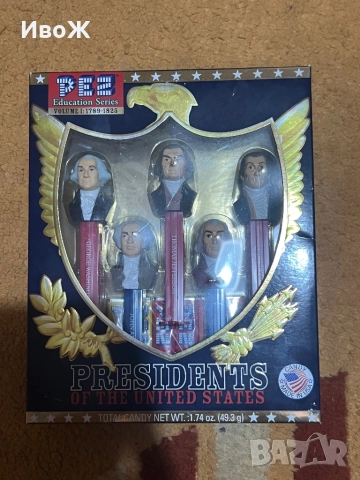 ИвоЖ
PEZ
Education Series
VOLUME I: 1789-1825
PRESIDENTS
OF THE UNITED STATES
TOTAL CANDY NET WT.: 1.74 oz. (49.3 g)
BAZAR